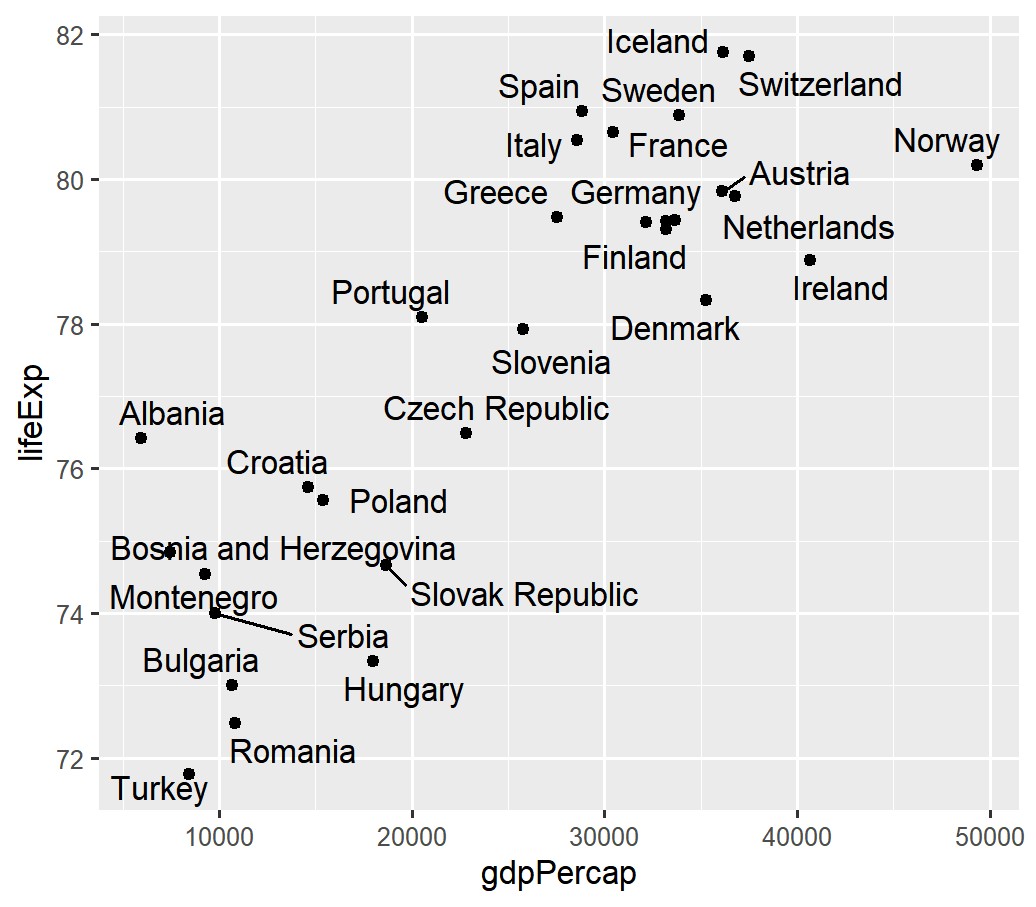 82
Iceland
Switzerland
Spain
Sweden
Italy
France
Norway
80
Austria
Greece
Germany
Netherlands
Finland
Ireland
Portugal
78
Denmark
Slovenia
lifeExp
Albania
Czech Republic
76
Croatia
Poland
Bosnia and Herzegovina
Slovak Republic
Montenegro
74
Serbia
Bulgaria
Hungary
72
Romania
Turkey
10000 20000 30000 40000 50000
gdpPercap